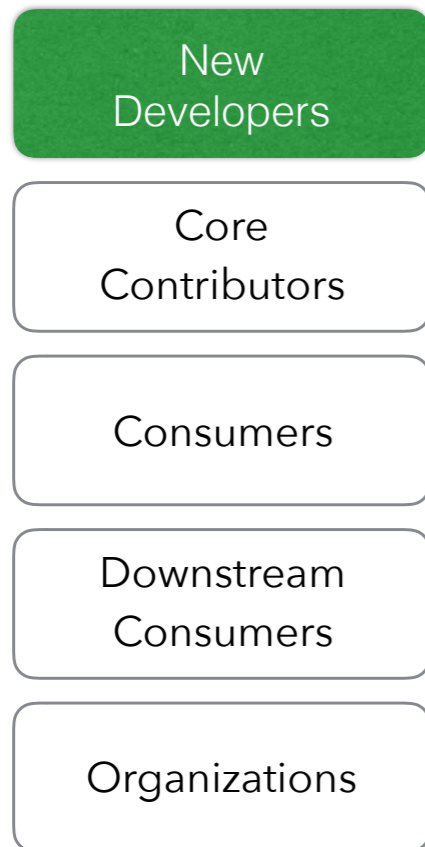 New
Developers
Core
Contributors
Consumers
Downstream
Consumers
Organizations